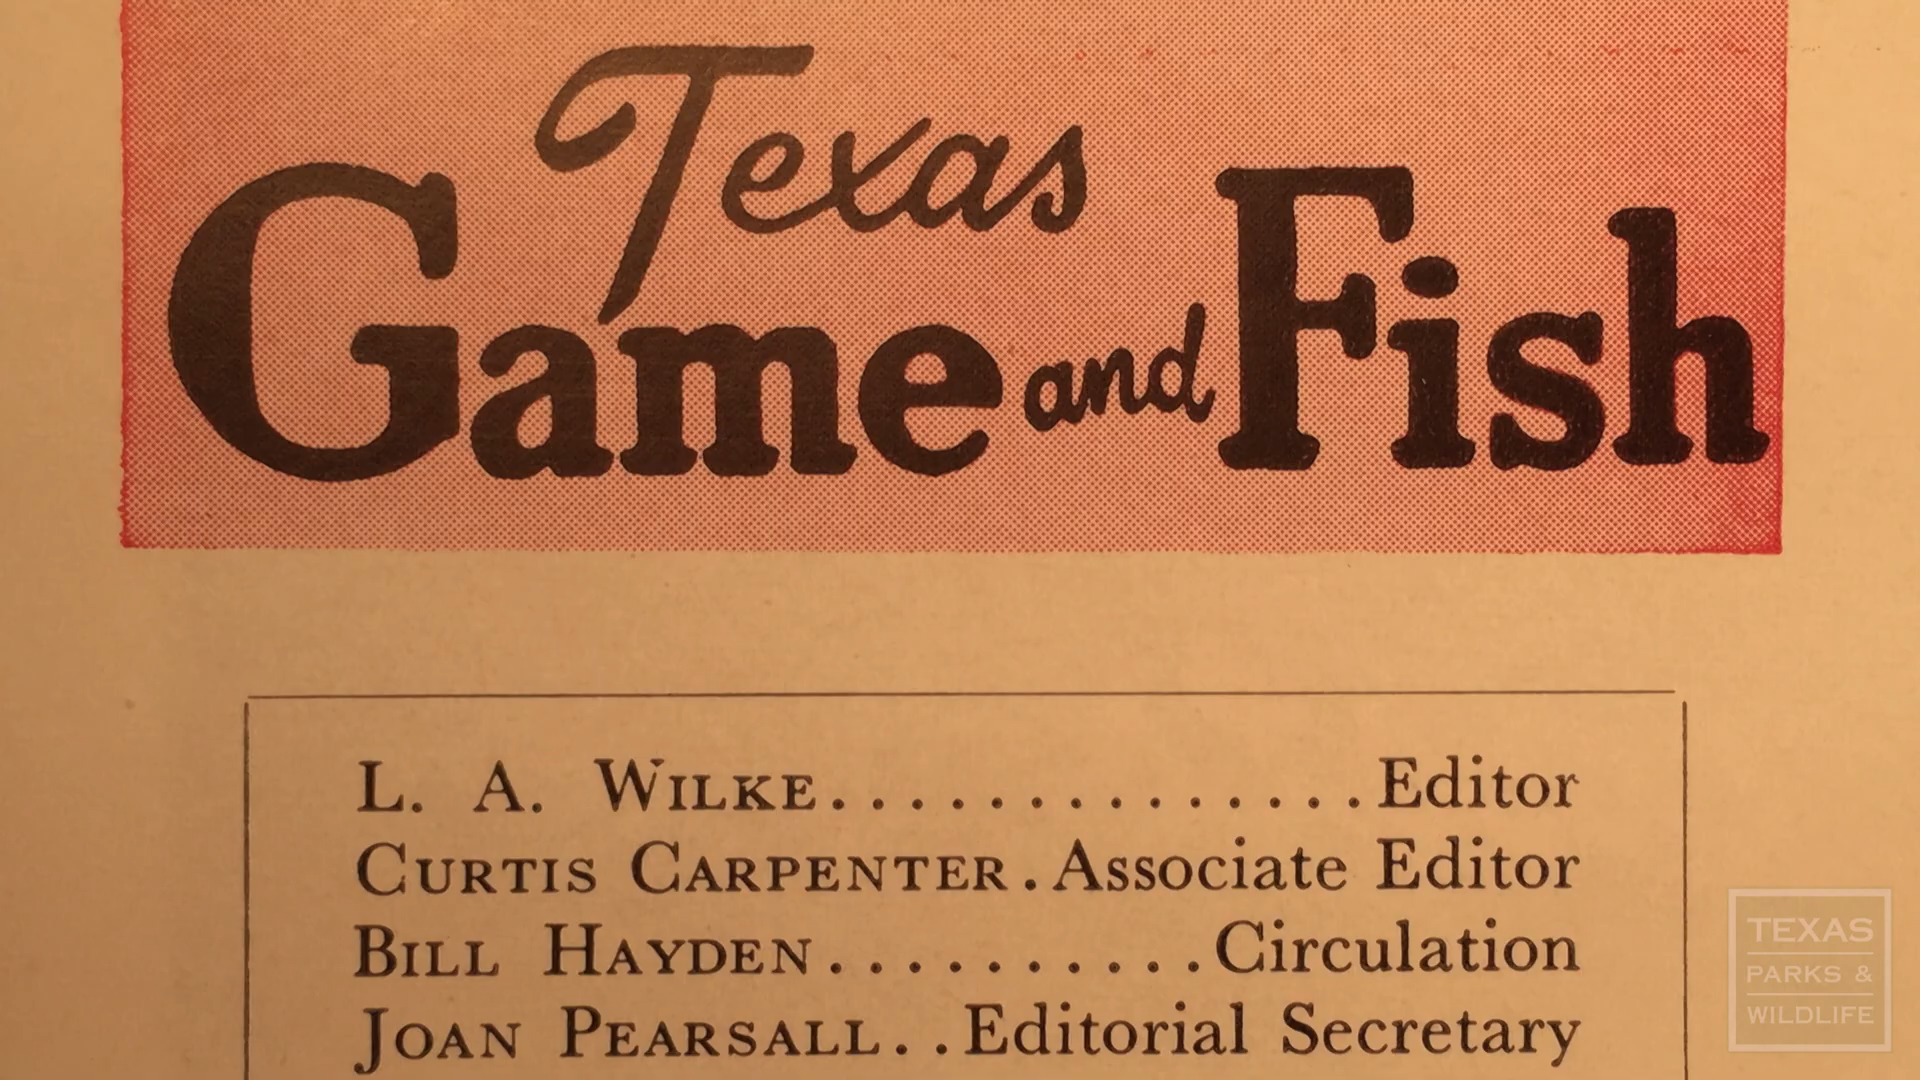 Texas
Game and Fish
L. A. WILKE...............Editor
CURTIS CARPENTER.Associate Editor
BILL HAYDEN...........Circulation
JOAN PEARSALL..Editorial Secretary
TEXAS
PARKS &
WILDLIFE